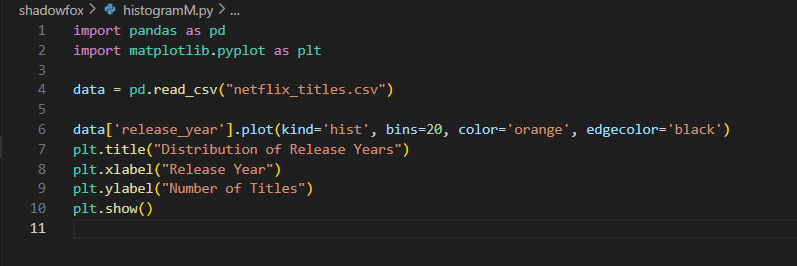 shadowfox > histogramM.py > ...
1 import pandas as pd
2 import matplotlib.pyplot as plt
3
4 data = pd.read_csv("netflix_titles.csv")
5
6 data['release_year'].plot(kind='hist', bins=20, color='orange', edgecolor='black')
7 plt.title("Distribution of Release Years")
8 plt.xlabel("Release Year")
9 plt.ylabel("Number of Titles")
10 plt.show()
11